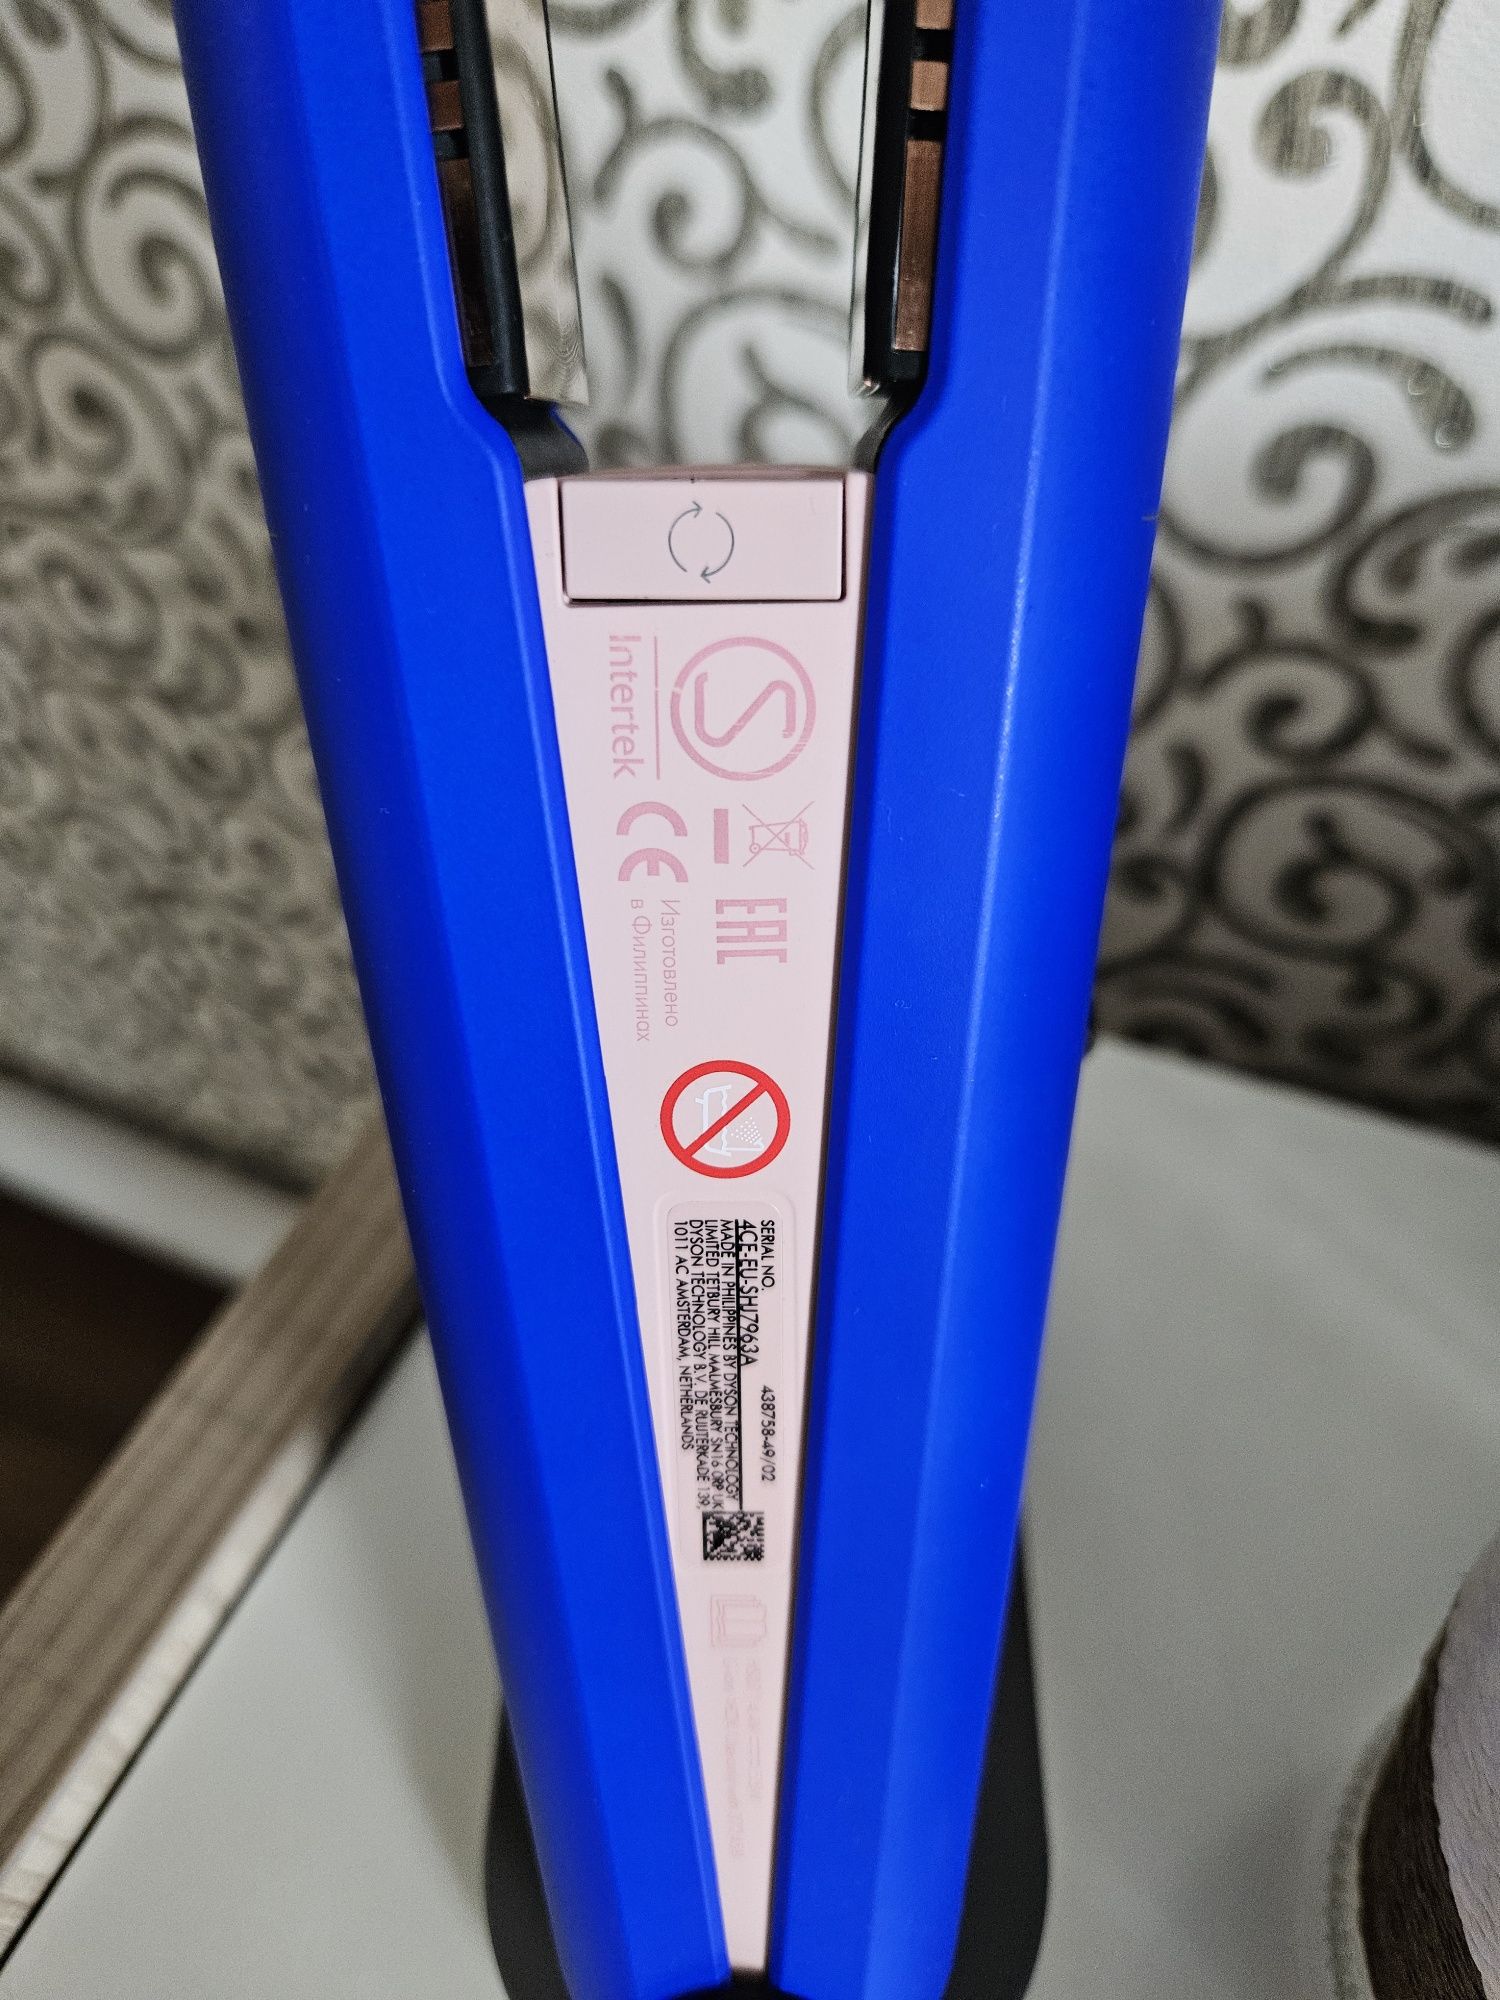 S
Intertek
CE
EAC
Изготовлено
в Филиппинах
SERIAL NO.
4CE-EU-SHJ7963A 438758-49/02
MADE IN PHILIPPINES BY DYSON TECHNOLOGY
LIMITED TETBURY HILL MALMESBURY SN16 0RP UK
DYSON TECHNOLOGY B.V. DE RUIJTERKADE 139,
1011 AC AMSTERDAM, NETHERLANDS